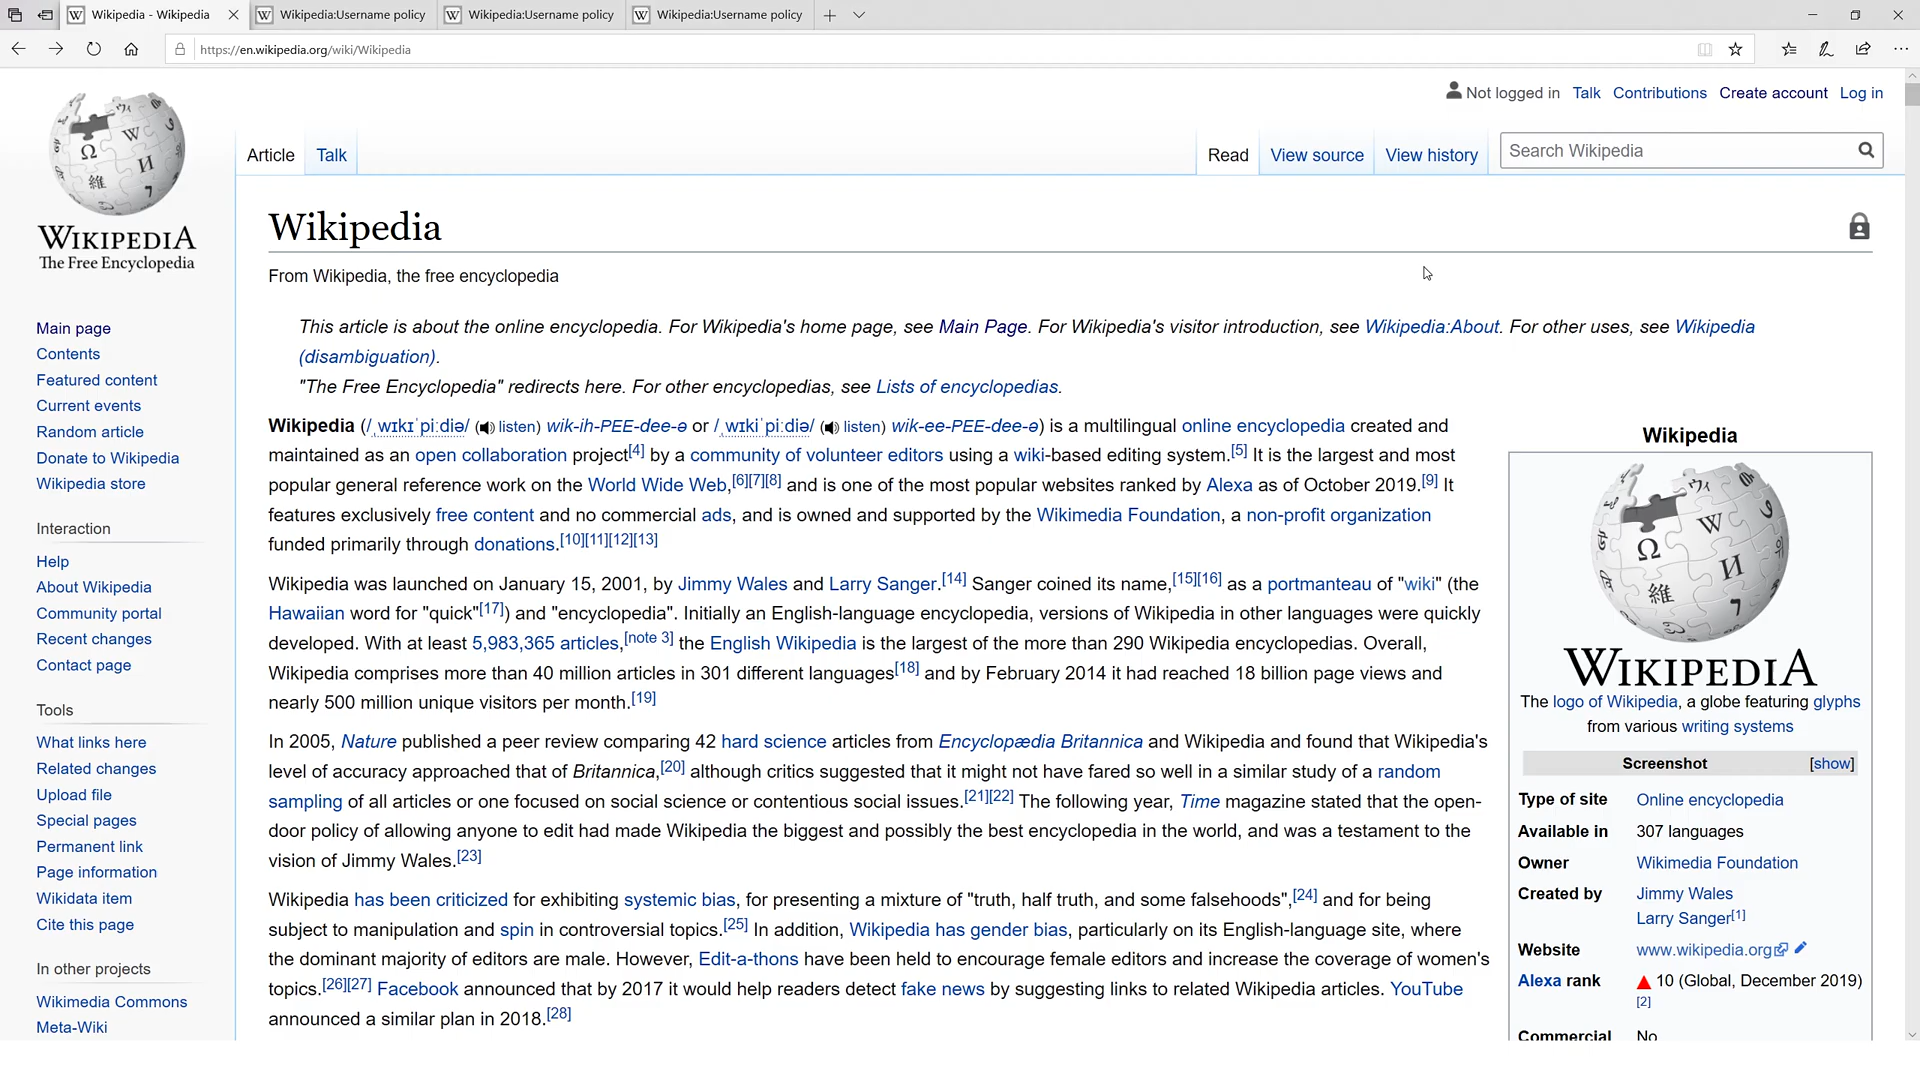 Wikipedia - Wikipedia
Wikipedia:Username policy
Wikipedia:Username policy
Wikipedia:Username policy
https://en.wikipedia.org/wiki/Wikipedia
Not logged in Talk Contributions Create account Log in
Article Talk Read View source View history Search Wikipedia
WIKIPEDIA
The Free Encyclopedia
Main page
Contents
Featured content
Current events
Random article
Donate to Wikipedia
Wikipedia store
Interaction
Help
About Wikipedia
Community portal
Recent changes
Contact page
Tools
What links here
Related changes
Upload file
Special pages
Permanent link
Page information
Wikidata item
Cite this page
In other projects
Wikimedia Commons
Meta-Wiki
Wikipedia
From Wikipedia, the free encyclopedia
This article is about the online encyclopedia. For Wikipedia's home page, see Main Page. For Wikipedia's visitor introduction, see Wikipedia:About. For other uses, see Wikipedia
(disambiguation).
"The Free Encyclopedia" redirects here. For other encyclopedias, see Lists of encyclopedias.
Wikipedia (/ˌwɪkɪˈpiːdiə/ (listen) wik-ih-PEE-dee-ə or /ˌwɪkiˈpiːdiə/ (listen) wik-ee-PEE-dee-ə) is a multilingual online encyclopedia created and
maintained as an open collaboration project[4] by a community of volunteer editors using a wiki-based editing system.[5] It is the largest and most
popular general reference work on the World Wide Web,[6][7][8] and is one of the most popular websites ranked by Alexa as of October 2019.[9] It
features exclusively free content and no commercial ads, and is owned and supported by the Wikimedia Foundation, a non-profit organization
funded primarily through donations.[10][11][12][13]
Wikipedia was launched on January 15, 2001, by Jimmy Wales and Larry Sanger.[14] Sanger coined its name,[15][16] as a portmanteau of "wiki" (the
Hawaiian word for "quick"[17]) and "encyclopedia". Initially an English-language encyclopedia, versions of Wikipedia in other languages were quickly
developed. With at least 5,983,365 articles,[note 3] the English Wikipedia is the largest of the more than 290 Wikipedia encyclopedias. Overall,
Wikipedia comprises more than 40 million articles in 301 different languages[18] and by February 2014 it had reached 18 billion page views and
nearly 500 million unique visitors per month.[19]
In 2005, Nature published a peer review comparing 42 hard science articles from Encyclopædia Britannica and Wikipedia and found that Wikipedia's
level of accuracy approached that of Britannica,[20] although critics suggested that it might not have fared so well in a similar study of a random
sampling of all articles or one focused on social science or contentious social issues.[21][22] The following year, Time magazine stated that the open-
door policy of allowing anyone to edit had made Wikipedia the biggest and possibly the best encyclopedia in the world, and was a testament to the
vision of Jimmy Wales.[23]
Wikipedia has been criticized for exhibiting systemic bias, for presenting a mixture of "truth, half truth, and some falsehoods",[24] and for being
subject to manipulation and spin in controversial topics.[25] In addition, Wikipedia has gender bias, particularly on its English-language site, where
the dominant majority of editors are male. However, Edit-a-thons have been held to encourage female editors and increase the coverage of women's
topics.[26][27] Facebook announced that by 2017 it would help readers detect fake news by suggesting links to related Wikipedia articles. YouTube
announced a similar plan in 2018.[28]
Wikipedia
WIKIPEDIA
The logo of Wikipedia, a globe featuring glyphs
from various writing systems
Screenshot [show]
Type of site Online encyclopedia
Available in 307 languages
Owner Wikimedia Foundation
Created by Jimmy Wales
Larry Sanger[1]
Website www.wikipedia.org
Alexa rank ▲ 10 (Global, December 2019)
[2]
Commercial No